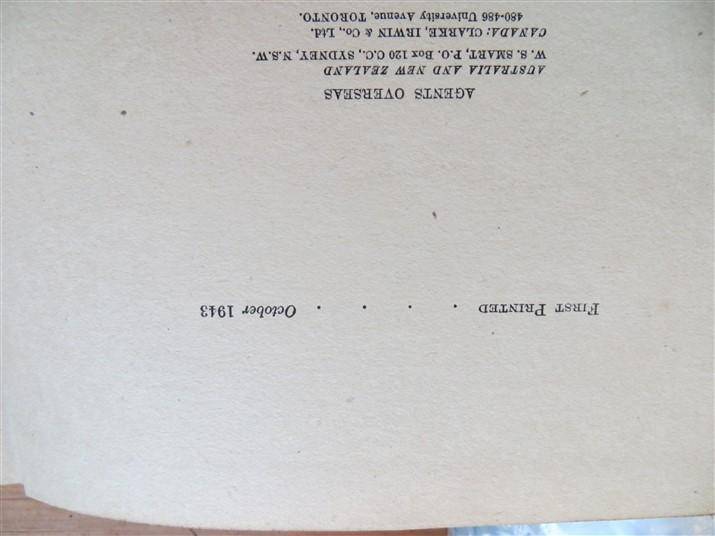 FIRST PRINTED . . . . October 1943
AGENTS OVERSEAS
AUSTRALIA AND NEW ZEALAND
W. S. SMART, P.O. Box 120 C.C., SYDNEY, N.S.W.
CANADA: CLARKE, IRWIN & Co., Ltd.
480-486 University Avenue, TORONTO.